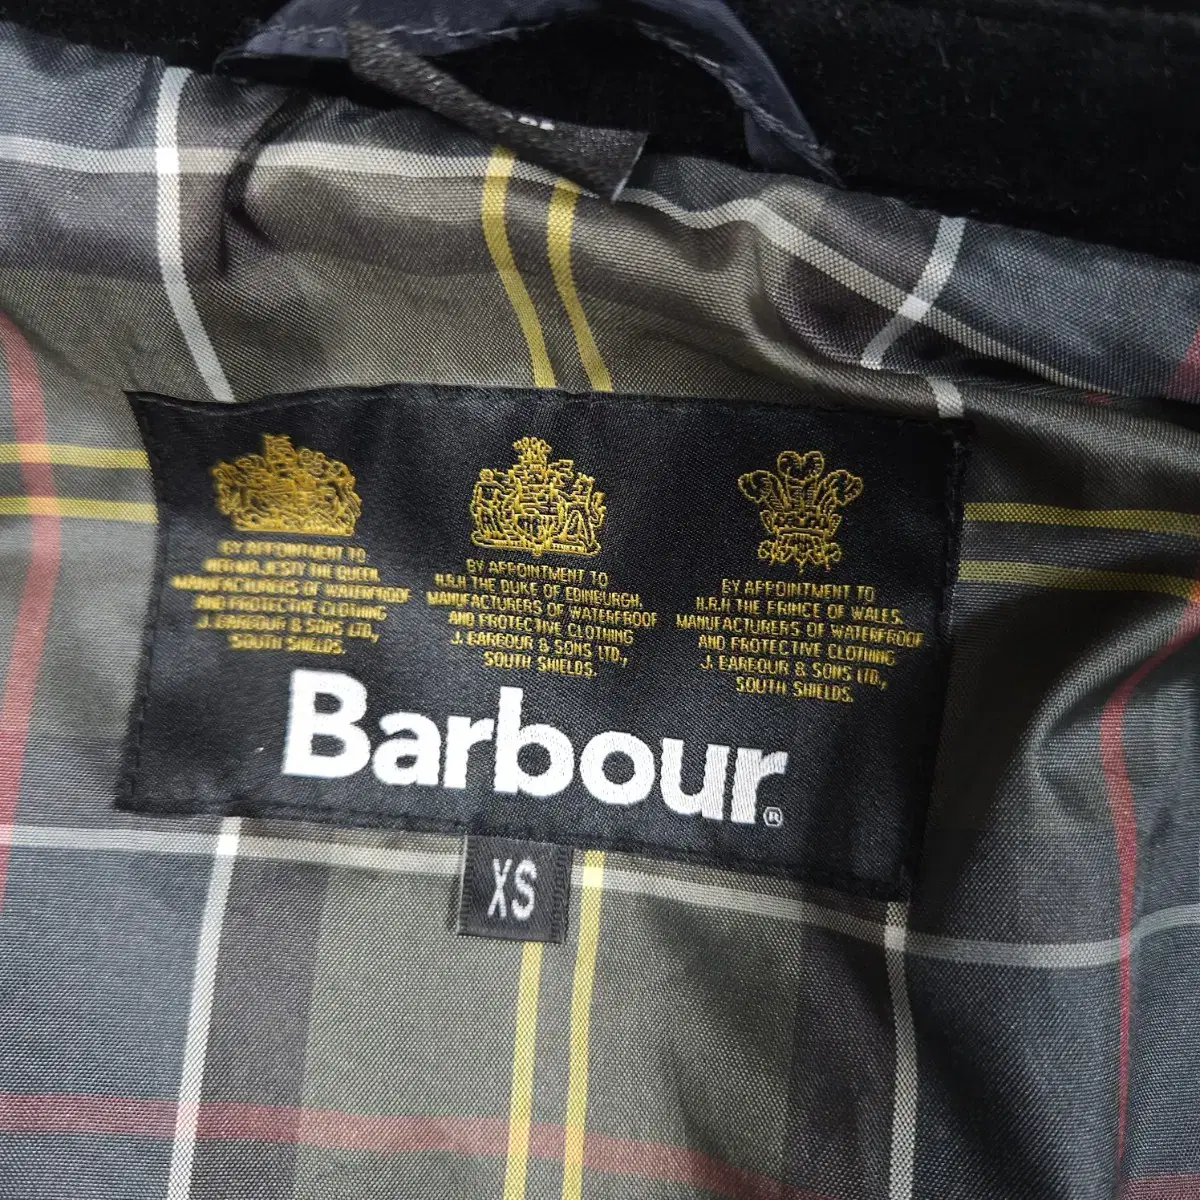 BY APPOINTMENT TO
HER MAJESTY THE QUEEN.
MANUFACTURERS OF WATERPROOF
AND PROTECTIVE CLOTHING
J. BARBOUR & SONS LTD.,
SOUTH SHIELDS.
BY APPOINTMENT TO
H.R.H THE DUKE OF EDINBURGH.
MANUFACTURERS OF WATERPROOF
AND PROTECTIVE CLOTHING
J. BARBOUR & SONS LTD.,
SOUTH SHIELDS.
BY APPOINTMENT TO
H.R.H THE PRINCE OF WALES.
MANUFACTURERS OF WATERPROOF
AND PROTECTIVE CLOTHING
J. BARBOUR & SONS LTD.,
SOUTH SHIELDS.
Barbour®
XS